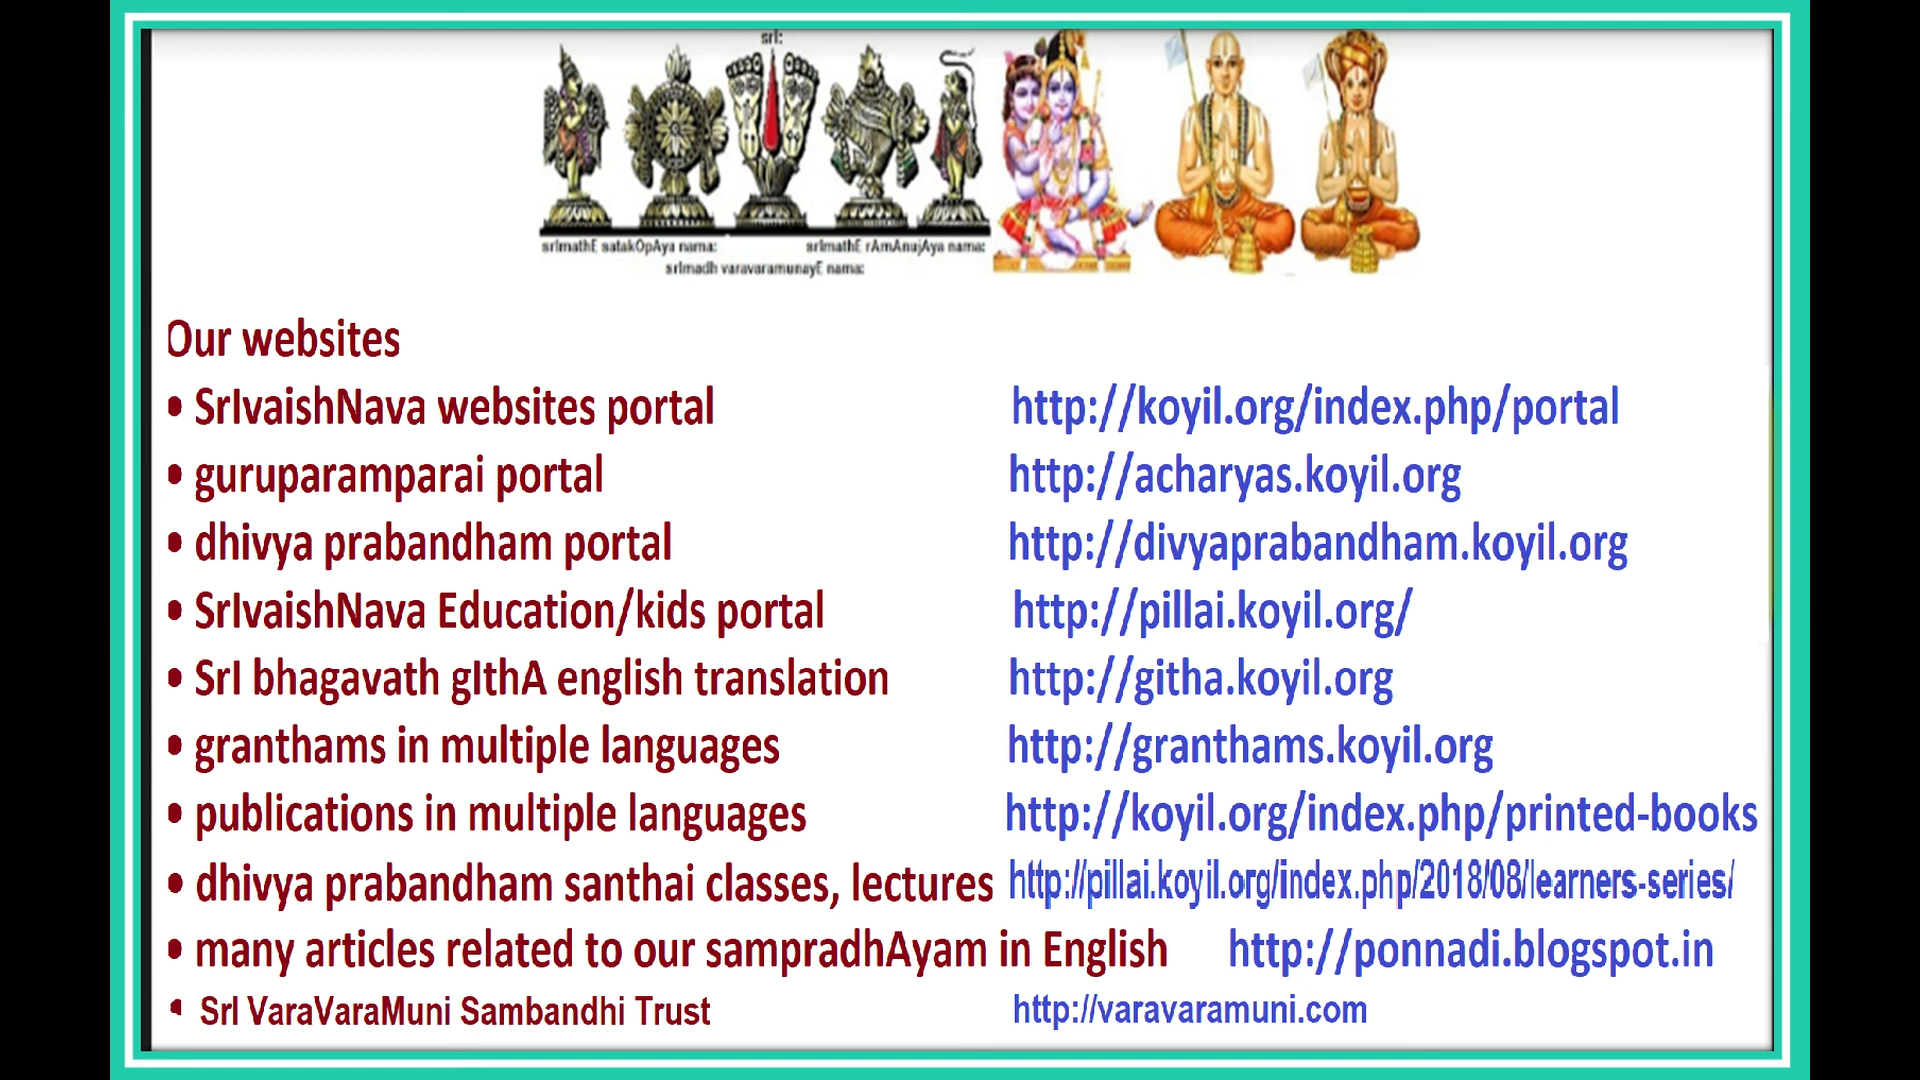 srI:
srImathE satakOpAya nama: srImathE rAmAnujAya nama:
srImadh varavaramunayE nama:
Our websites
• SrIvaishNava websites portal http://koyil.org/index.php/portal
• guruparamparai portal http://acharyas.koyil.org
• dhivya prabandham portal http://divyaprabandham.koyil.org
• SrIvaishNava Education/kids portal http://pillai.koyil.org/
• SrI bhagavath gIthA english translation http://githa.koyil.org
• granthams in multiple languages http://granthams.koyil.org
• publications in multiple languages http://koyil.org/index.php/printed-books
• dhivya prabandham santhai classes, lectures http://pillai.koyil.org/index.php/2018/08/learners-series/
• many articles related to our sampradhAyam in English http://ponnadi.blogspot.in
• SrI VaraVaraMuni Sambandhi Trust http://varavaramuni.com